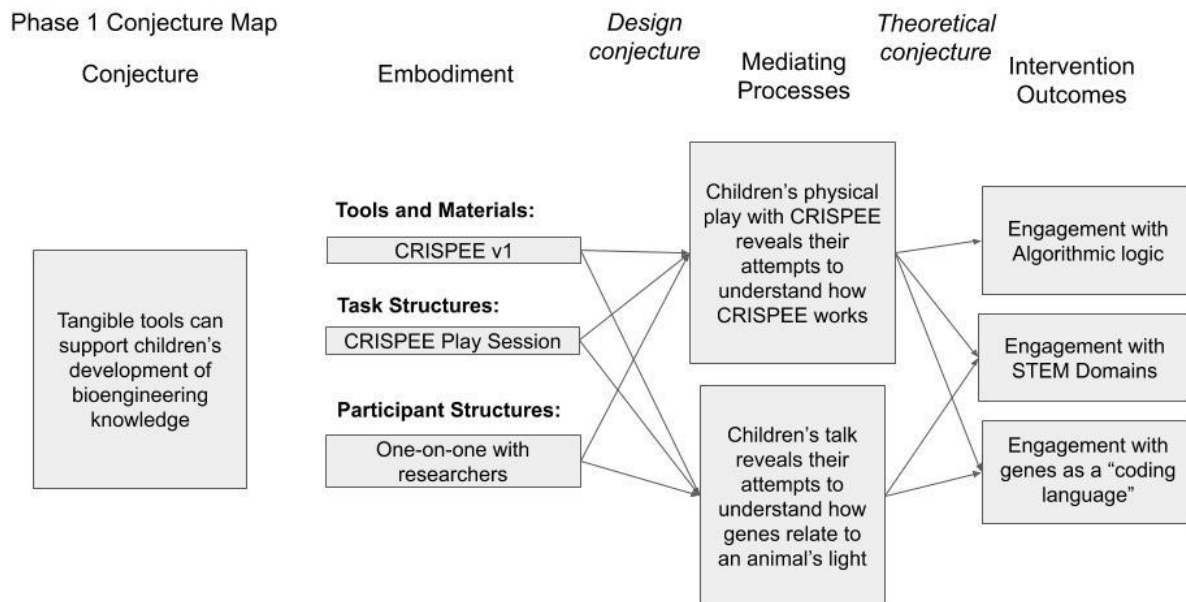 Phase 1 Conjecture Map
Conjecture
Embodiment
Design
conjecture
Mediating
Processes
Theoretical
conjecture
Intervention
Outcomes
Tangible tools can
support children's
development of
bioengineering
knowledge
Tools and Materials:
CRISPEE v1
Task Structures:
CRISPEE Play Session
Participant Structures:
One-on-one with
researchers
Children's physical
play with CRISPEE
reveals their
attempts to
understand how
CRISPEE works
Children's talk
reveals their
attempts to
understand how
genes relate to
an animal's light
Engagement with
Algorithmic logic
Engagement with
STEM Domains
Engagement with
genes as a “coding
language”